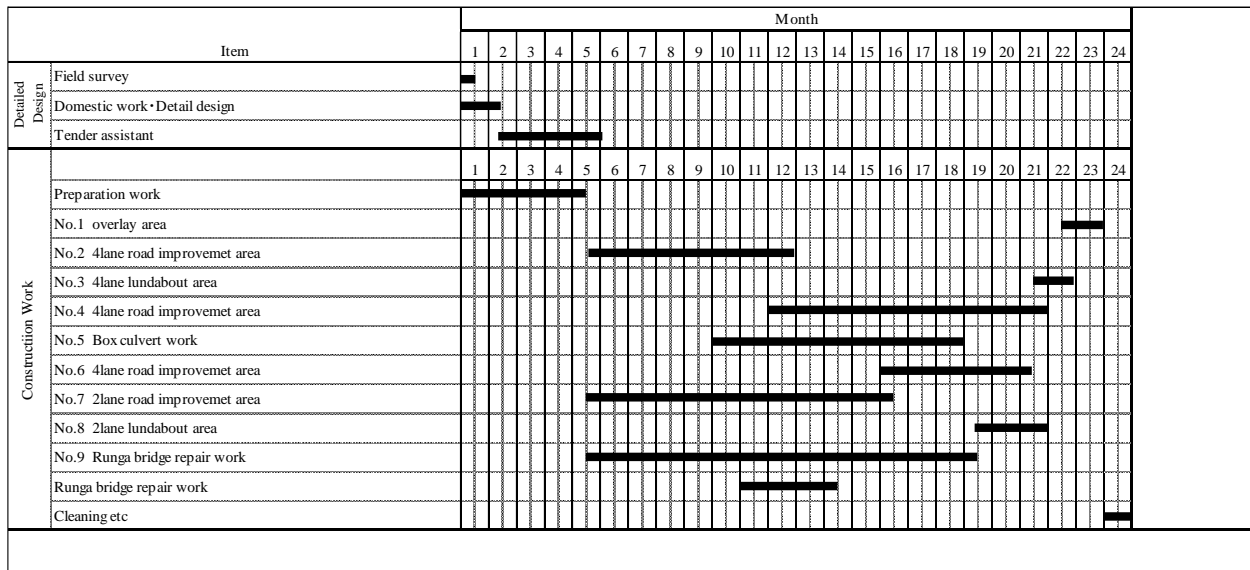 Month
Item
1 2 3 4 5 6 7 8 9 10 11 12 13 14 15 16 17 18 19 20 21 22 23 24
Detailed Design
Field survey
Domestic work・Detail design
Tender assistant
1 2 3 4 5 6 7 8 9 10 11 12 13 14 15 16 17 18 19 20 21 22 23 24
Constructiion Work
Preparation work
No.1 overlay area
No.2 4lane road improvemet area
No.3 4lane lundabout area
No.4 4lane road improvemet area
No.5 Box culvert work
No.6 4lane road improvemet area
No.7 2lane road improvemet area
No.8 2lane lundabout area
No.9 Runga bridge repair work
Runga bridge repair work
Cleaning etc